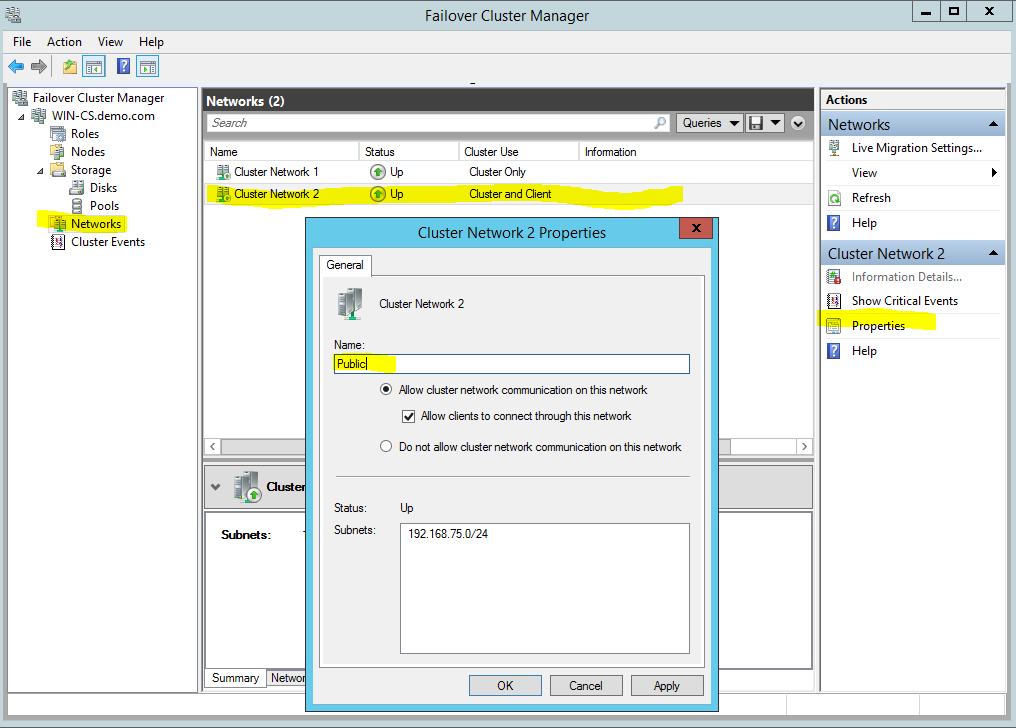 Failover Cluster Manager
File Action View Help
Failover Cluster Manager
WIN-CS.demo.com
Roles
Nodes
Storage
Disks
Pools
Networks
Cluster Events
Networks (2)
Search
Queries
Name Status Cluster Use Information
Cluster Network 1 Up Cluster Only
Cluster Network 2 Up Cluster and Client
Cluster
Subnets:
Summary Networ
Cluster Network 2 Properties
General
Cluster Network 2
Name:
Public
Allow cluster network communication on this network
Allow clients to connect through this network
Do not allow cluster network communication on this network
Status: Up
Subnets: 192.168.75.0/24
OK Cancel Apply
Actions
Networks
Live Migration Settings...
View
Refresh
Help
Cluster Network 2
Information Details...
Show Critical Events
Properties
Help